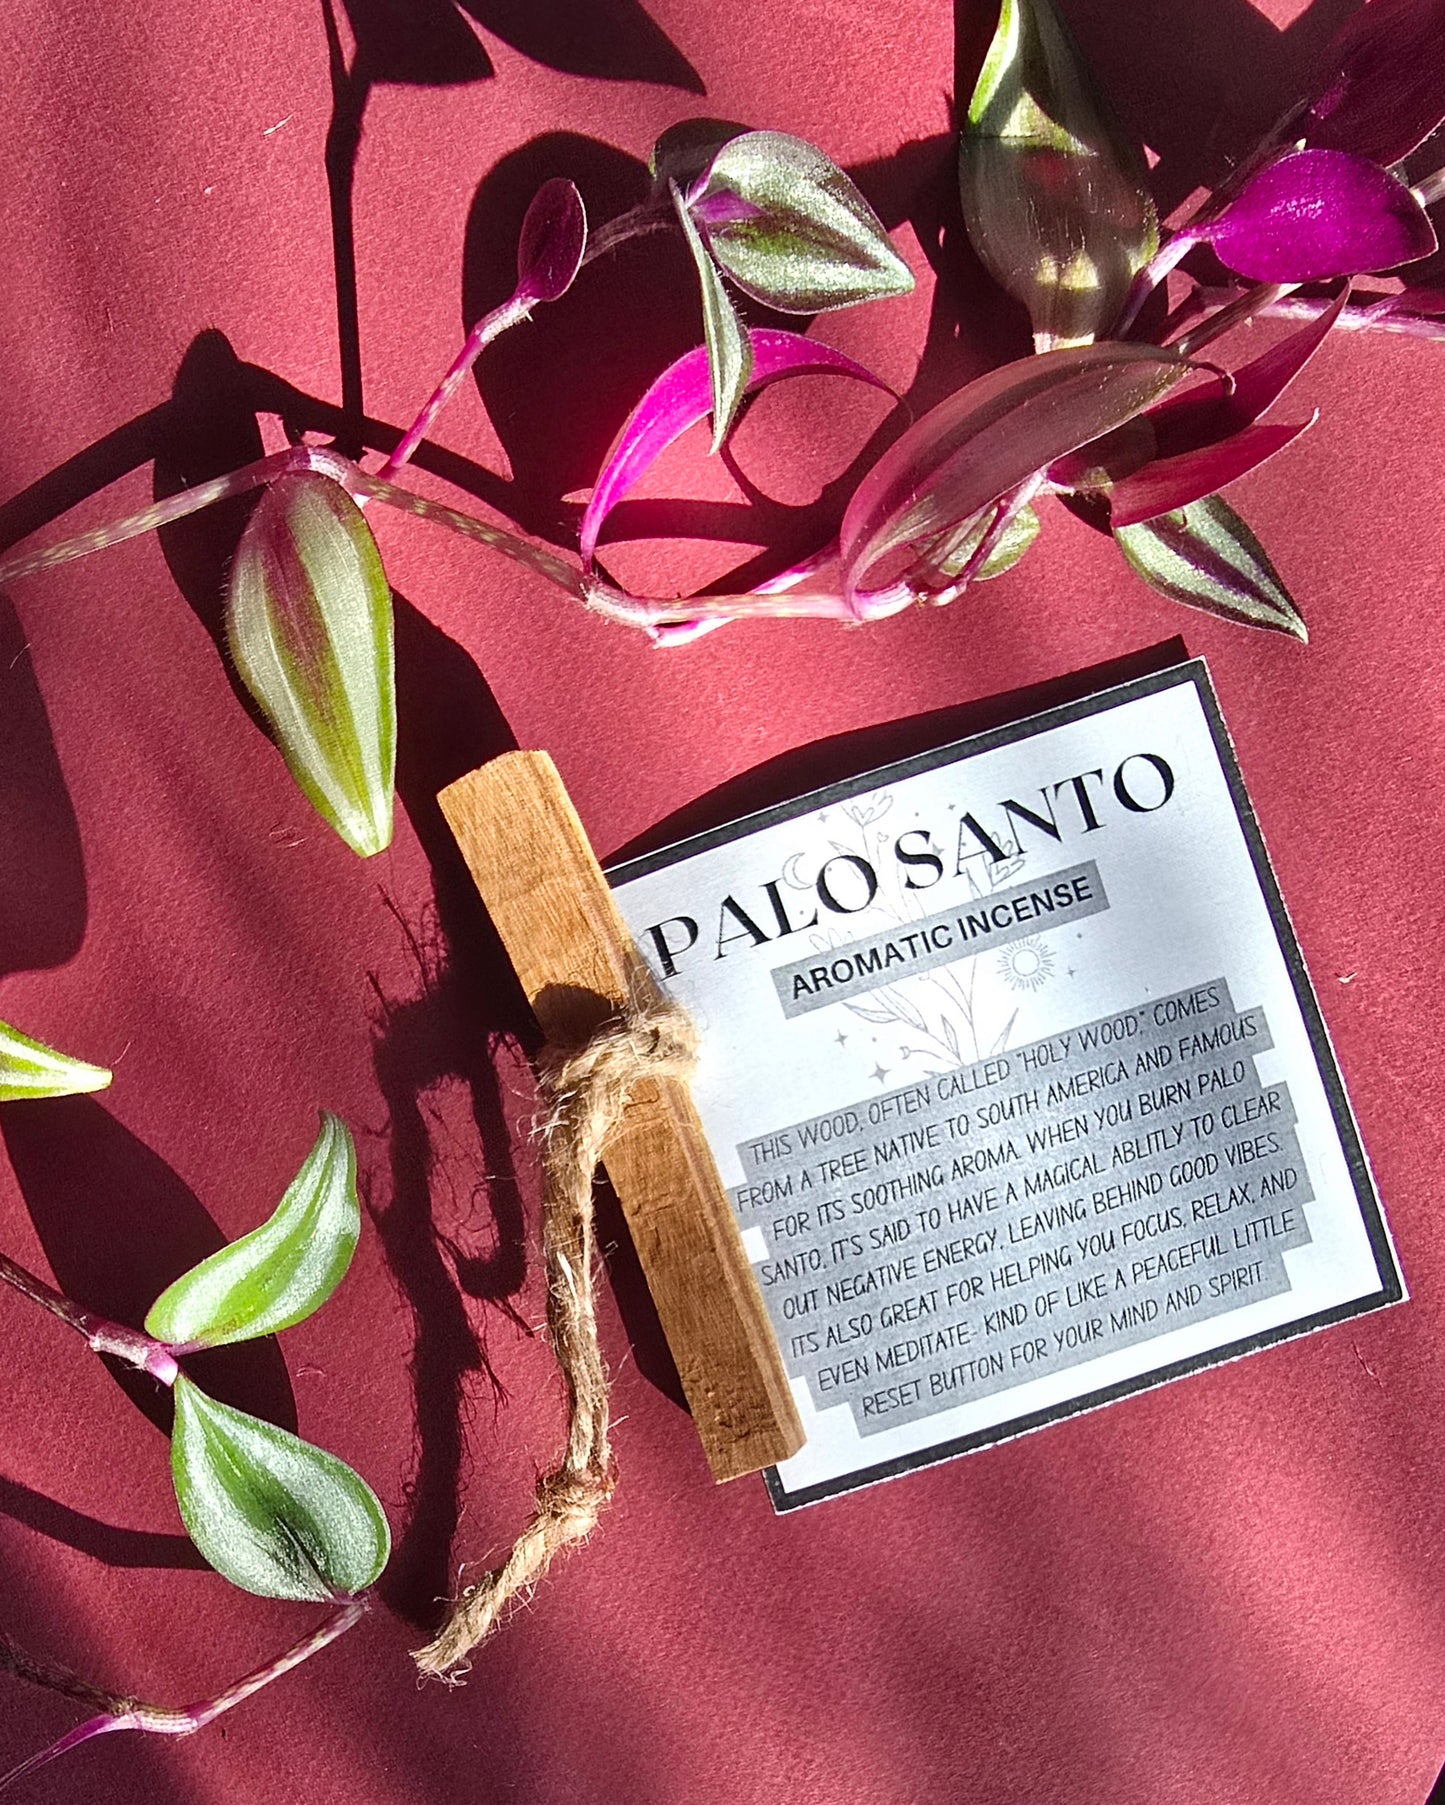 PALO SANTO
AROMATIC INCENSE
THIS WOOD, OFTEN CALLED "HOLY WOOD," COMES
FROM A TREE NATIVE TO SOUTH AMERICA AND FAMOUS
FOR ITS SOOTHING AROMA. WHEN YOU BURN PALO
SANTO, IT'S SAID TO HAVE A MAGICAL ABLITLY TO CLEAR
OUT NEGATIVE ENERGY, LEAVING BEHIND GOOD VIBES.
ITS ALSO GREAT FOR HELPING YOU FOCUS, RELAX, AND
EVEN MEDITATE- KIND OF LIKE A PEACEFUL LITTLE
RESET BUTTON FOR YOUR MIND AND SPIRIT.